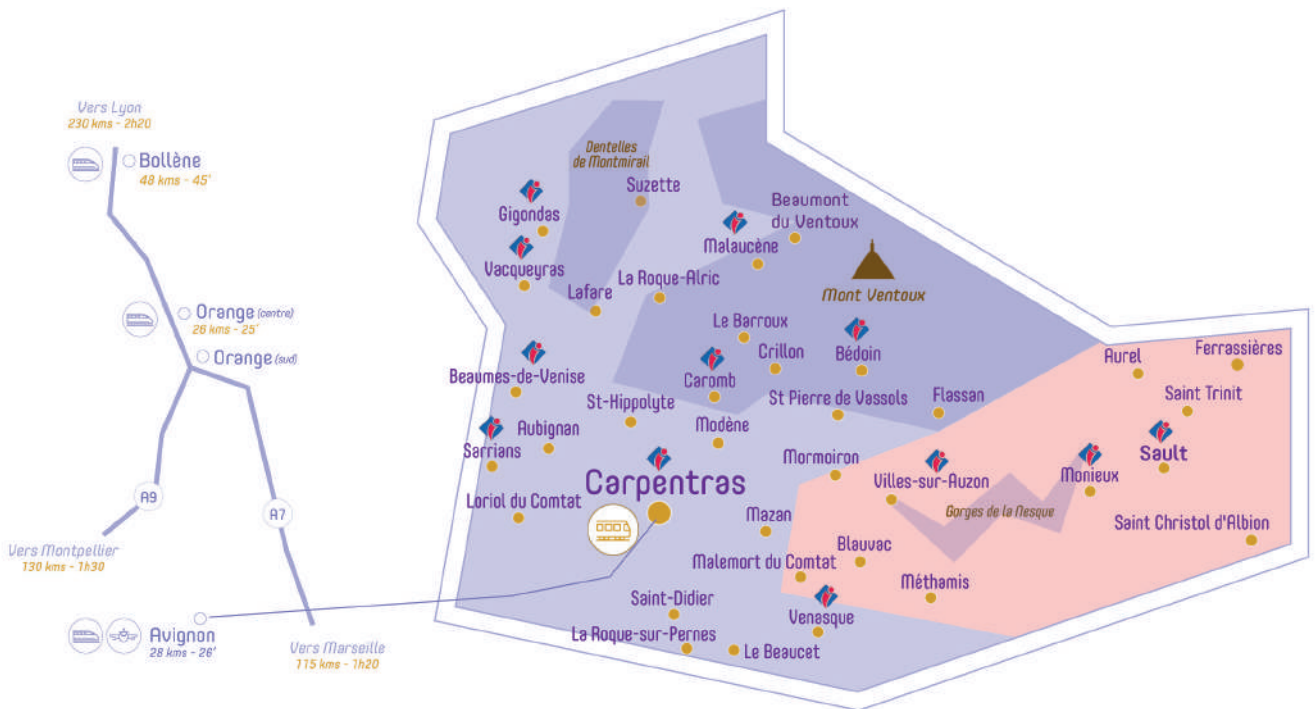 Vers Lyon
230 kms - 2h20
Bollène
48 kms - 45'
Orange (centre)
26 kms - 25'
Orange (sud)
A9
A7
Vers Montpellier
130 kms - 1h30
Avignon
28 kms - 26'
Vers Marseille
115 kms - 1h20
Dentelles
de Montmirail
Suzette
Gigondas
Beaumont
du Ventoux
Malaucène
Vacqueyras
La Roque-Alric
Lafare
Mont Ventoux
Le Barroux
Crillon
Bédoin
Beaumes-de-Venise
Caromb
St-Hippolyte
St Pierre de Vassols
Flassan
Aurel
Ferrassières
Saint Trinit
Aubignan
Sarrians
Modène
Mormoiron
Sault
Villes-sur-Auzon
Monieux
Carpentras
Loriol du Comtat
Mazan
Gorges de la Nesque
Saint Christol d'Albion
Blauvac
Malemort du Comtat
Méthamis
Saint-Didier
Venasque
La Roque-sur-Pernes
Le Beaucet